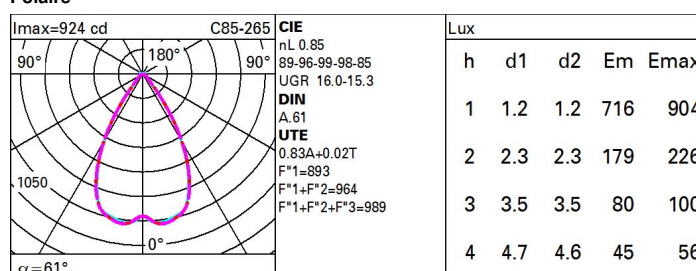 Polaire
Imax=924 cd C85-265
90° 180° 90°
1050
0°
α=61°
CIE
nL 0.85
89-96-99-98-85
UGR 16.0-15.3
DIN
A.61
UTE
0.83A+0.02T
F"1=893
F"1+F"2=964
F"1+F"2+F"3=989
Lux
h d1 d2 Em Emax
1 1.2 1.2 716 904
2 2.3 2.3 179 226
3 3.5 3.5 80 100
4 4.7 4.6 45 56